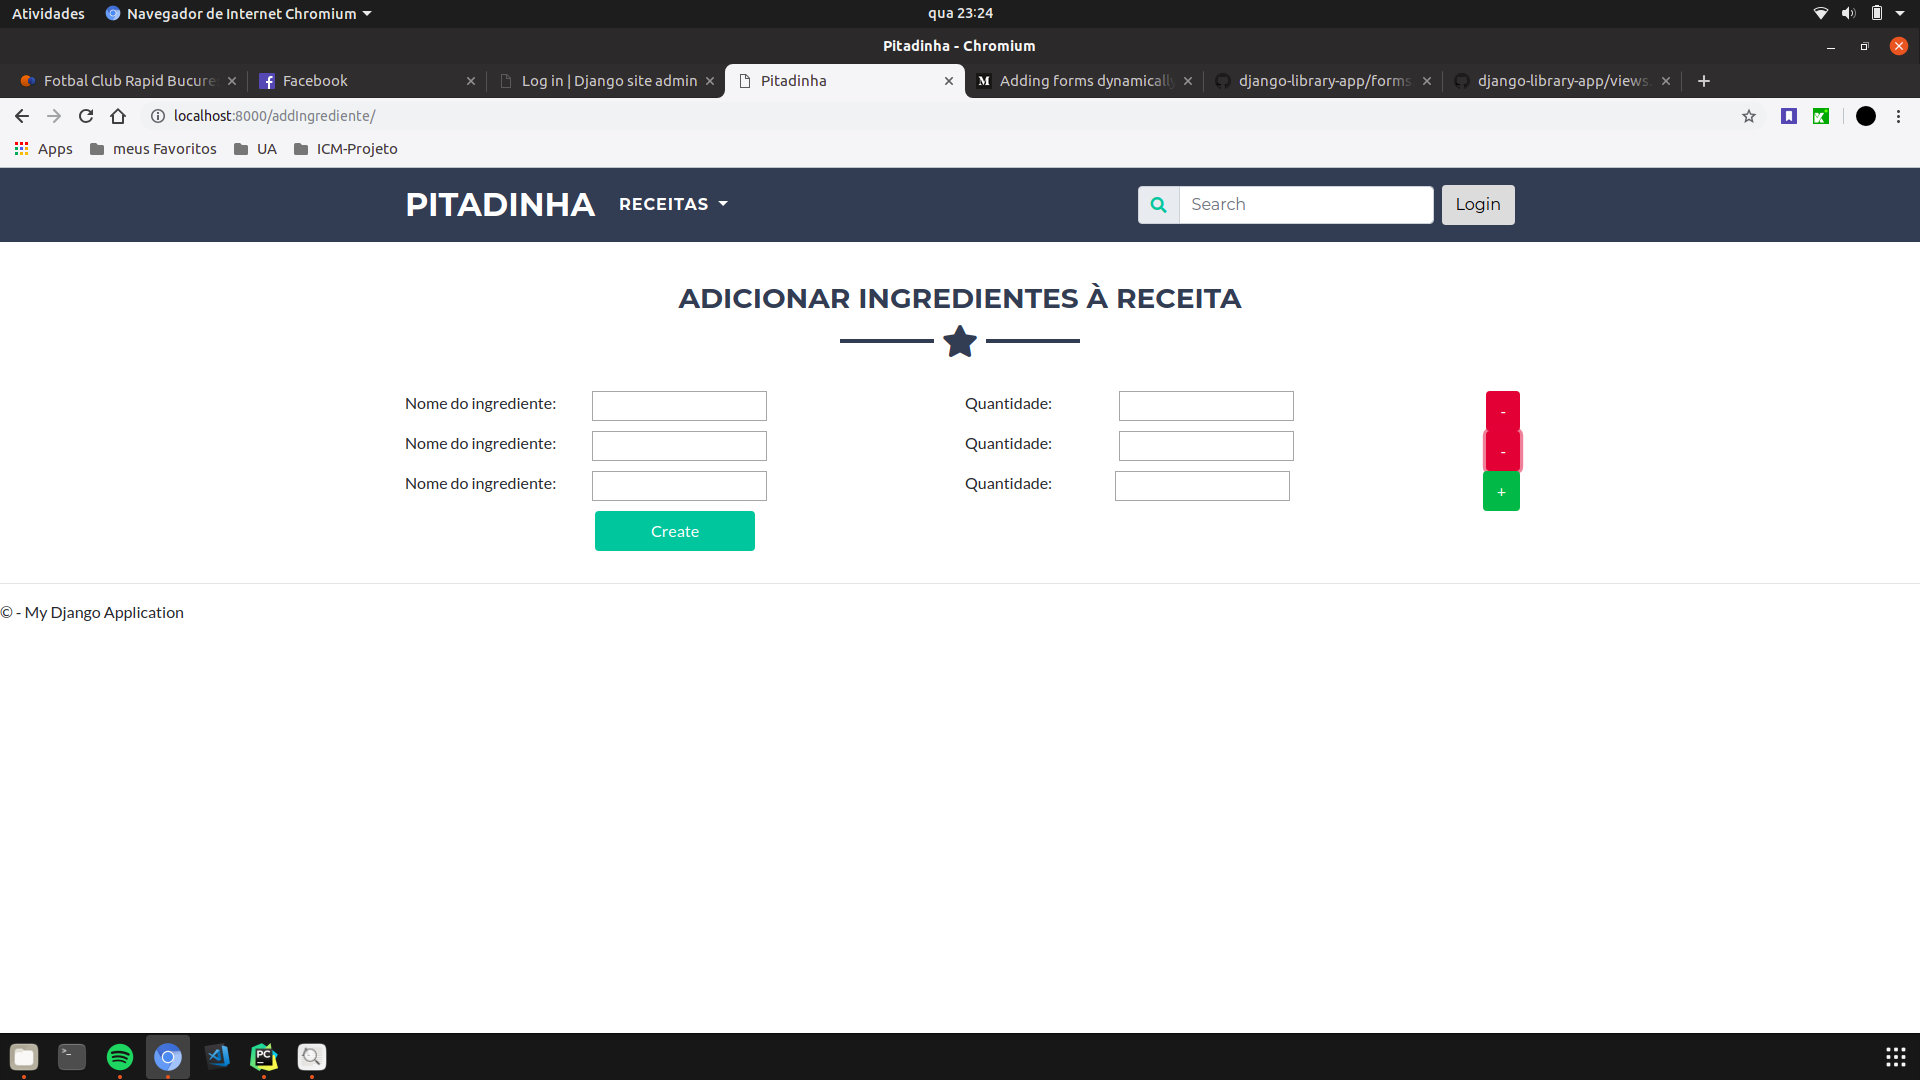 Atividades Navegador de Internet Chromium qua 23:24
Pitadinha - Chromium
Fotbal Club Rapid Bucure Facebook Log in | Django site admin Pitadinha Adding forms dynamically django-library-app/forms django-library-app/views.
localhost:8000/addIngrediente/
Apps meus Favoritos UA ICM-Projeto
PITADINHA RECEITAS Search Login
ADICIONAR INGREDIENTES À RECEITA
Nome do ingrediente: Quantidade: -
Nome do ingrediente: Quantidade: -
Nome do ingrediente: Quantidade: +
Create
© - My Django Application